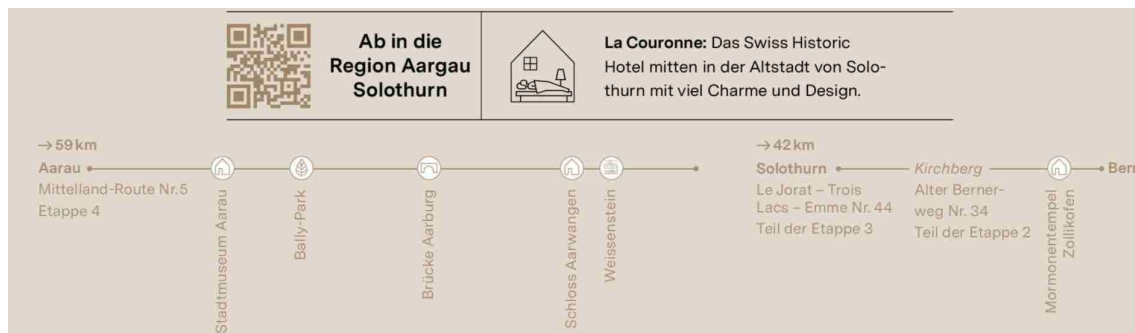 Ab in die
Region Aargau
Solothurn
La Couronne: Das Swiss Historic
Hotel mitten in der Altstadt von Solo-
thurn mit viel Charme und Design.
→ 59 km
Aarau
Mittelland-Route Nr. 5
Etappe 4
Stadtmuseum Aarau
Bally-Park
Brücke Aarburg
Schloss Aarwangen
Weissenstein
→ 42 km
Solothurn
Le Jorat – Trois
Lacs – Emme Nr. 44
Teil der Etappe 3
Kirchberg
Alter Berner-
weg Nr. 34
Teil der Etappe 2
Mormonentempel
Zollikofen
Bern